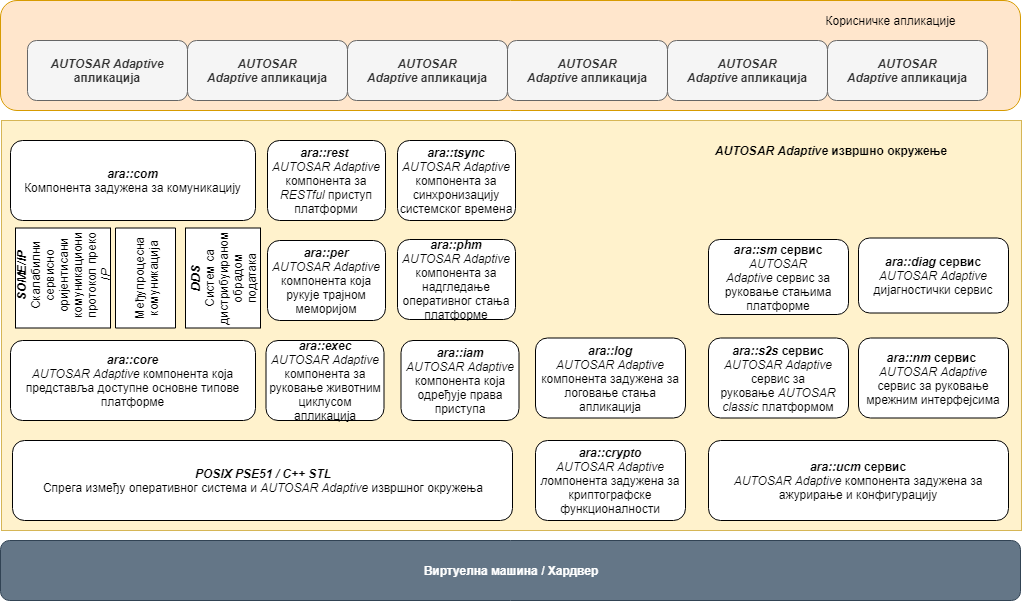 Корисничке апликације
AUTOSAR Adaptive
апликација
AUTOSAR
Adaptive апликација
AUTOSAR
Adaptive апликација
AUTOSAR
Adaptive апликација
AUTOSAR
Adaptive апликација
AUTOSAR
Adaptive апликација
AUTOSAR Adaptive извршно окружење
ara::com
Компонента задужена за комуникацију
ara::rest
AUTOSAR Adaptive
компонента за
RESTful приступ
платформи
ara::tsync
AUTOSAR Adaptive
компонента за
синхронизацију
системског времена
SOME/IP
Скалабилни
сервисно
оријентисани
комуникациони
протокол преко
IP
Међупроцесна
комуникација
DDS
Систем са
дистрибуираном
обрадом
података
ara::per
AUTOSAR Adaptive
компонента која
рукује трајном
меморијом
ara::phm
AUTOSAR Adaptive
компонента за
надгледање
оперативног стања
платформе
ara::sm сервис
AUTOSAR
Adaptive сервис за
руковање стањима
платформе
ara::diag сервис
AUTOSAR Adaptive
дијагностички сервис
ara::core
AUTOSAR Adaptive компонента која
представља доступне основне типове
платформе
ara::exec
AUTOSAR Adaptive
компонента за
руковање животним
циклусом
апликација
ara::iam
AUTOSAR Adaptive
компонента која
одређује права
приступа
ara::log
AUTOSAR Adaptive
компонента задужена за
логовање стања
апликација
ara::s2s сервис
AUTOSAR Adaptive
сервис за
руковање AUTOSAR
classic платформом
ara::nm сервис
AUTOSAR Adaptive
сервис за руковање
мрежним интерфејсима
POSIX PSE51 / C++ STL
Спрега између оперативног система и AUTOSAR Adaptive извршног окружења
ara::crypto
AUTOSAR Adaptive
ломпонента задужена за
криптографске
функционалности
ara::ucm сервис
AUTOSAR Adaptive компонента задужена за
ажурирање и конфигурацију
Виртуелна машина / Хардвер